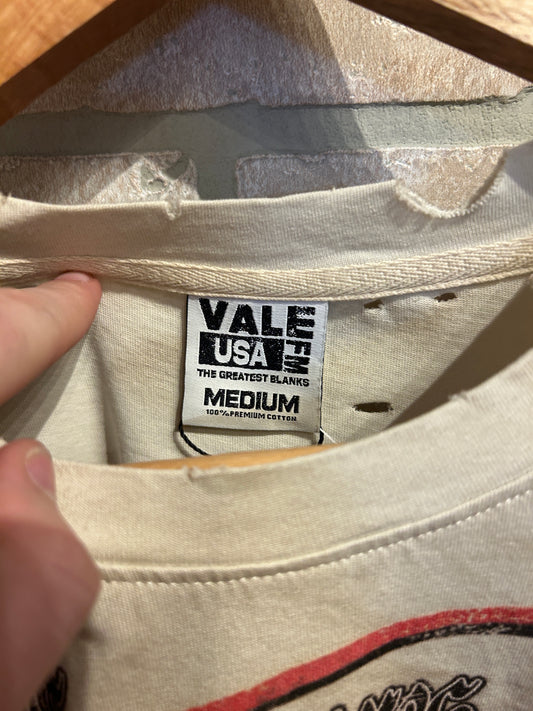 VALE
FM
USA
THE GREATEST BLANKS
MEDIUM
100% PREMIUM COTTON